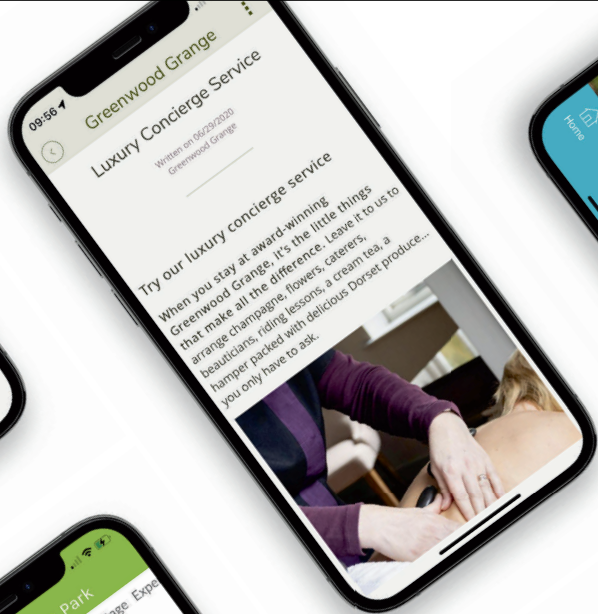 09:56
Greenwood Grange
Luxury Concierge Service
Written on 06/29/2020
Greenwood Grange
Try our luxury concierge service
When you stay at award-winning
Greenwood Grange, it's the little things
that make all the difference. Leave it to us to
arrange champagne, flowers, caterers,
beauticians, riding lessons, a cream tea, a
hamper packed with delicious Dorset produce...
you only have to ask.
Home
Park